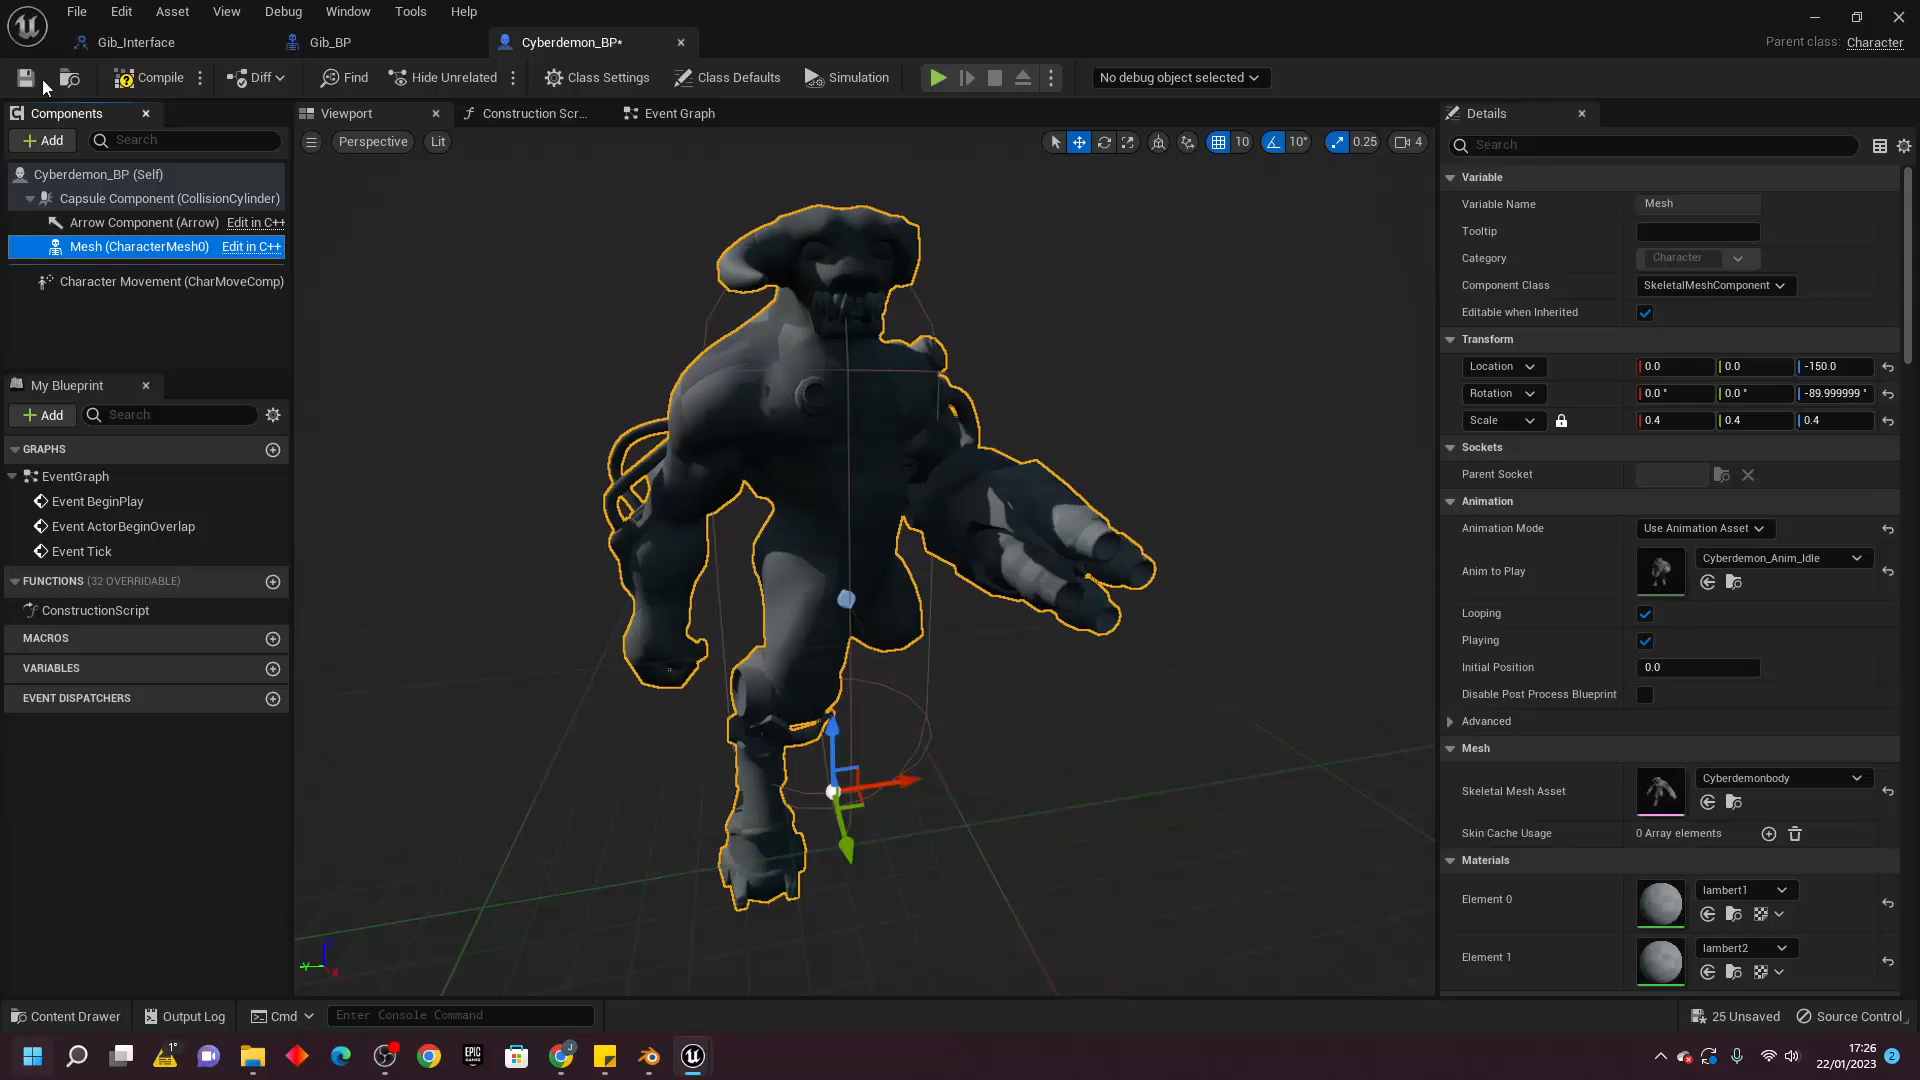 File Edit Asset View Debug Window Tools Help
Gib_Interface Gib_BP Cyberdemon_BP*
Parent class: Character
Compile Diff Find Hide Unrelated Class Settings Class Defaults Simulation No debug object selected
Components
Add Search
Cyberdemon_BP (Self)
Capsule Component (CollisionCylinder)
Arrow Component (Arrow) Edit in C++
Mesh (CharacterMesh0) Edit in C++
Character Movement (CharMoveComp)
My Blueprint
Add Search
GRAPHS
EventGraph
Event BeginPlay
Event ActorBeginOverlap
Event Tick
FUNCTIONS (32 OVERRIDABLE)
ConstructionScript
MACROS
VARIABLES
EVENT DISPATCHERS
Viewport Construction Scr... Event Graph
Perspective Lit
10 10° 0.25 4
Details
Search
Variable
Variable Name Mesh
Tooltip
Category Character
Component Class SkeletalMeshComponent
Editable when Inherited
Transform
Location 0.0 0.0 -150.0
Rotation 0.0 ° 0.0 ° -89.999999 °
Scale 0.4 0.4 0.4
Sockets
Parent Socket
Animation
Animation Mode Use Animation Asset
Anim to Play Cyberdemon_Anim_Idle
Looping
Playing
Initial Position 0.0
Disable Post Process Blueprint
Advanced
Mesh
Skeletal Mesh Asset Cyberdemonbody
Skin Cache Usage 0 Array elements
Materials
Element 0 lambert1
Element 1 lambert2
Content Drawer Output Log Cmd Enter Console Command
25 Unsaved Source Control
1°
EPIC GAMES
J
17:26
22/01/2023
2